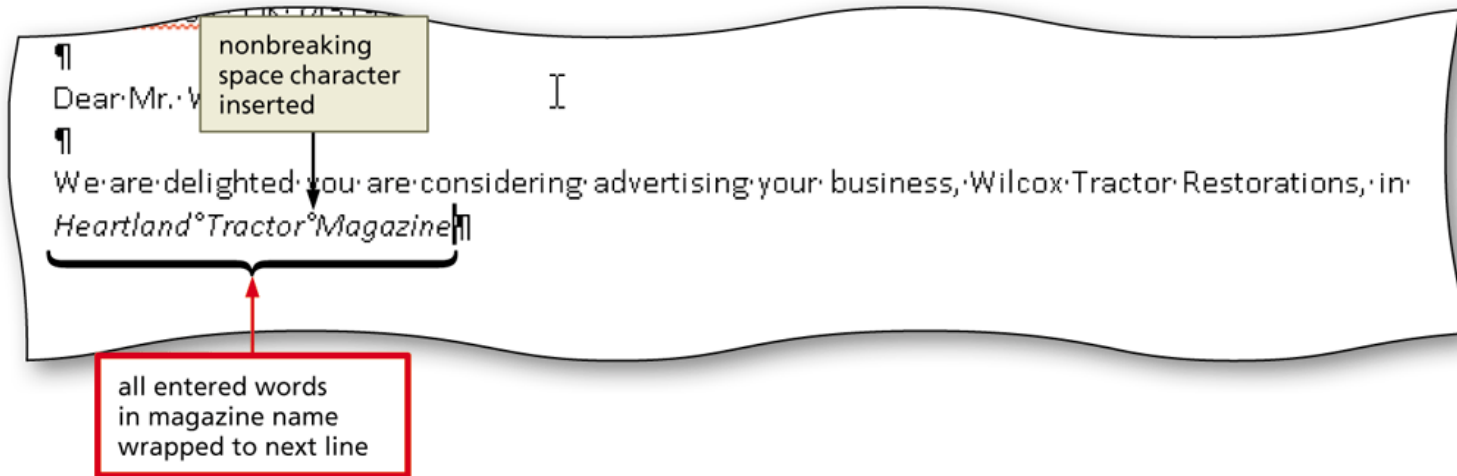 nonbreaking
space character
inserted
¶
Dear·Mr.·
¶
We·are·delighted·you·are·considering·advertising·your·business,·Wilcox·Tractor·Restorations,·in·
Heartland°Tractor°Magazine¶
all entered words
in magazine name
wrapped to next line